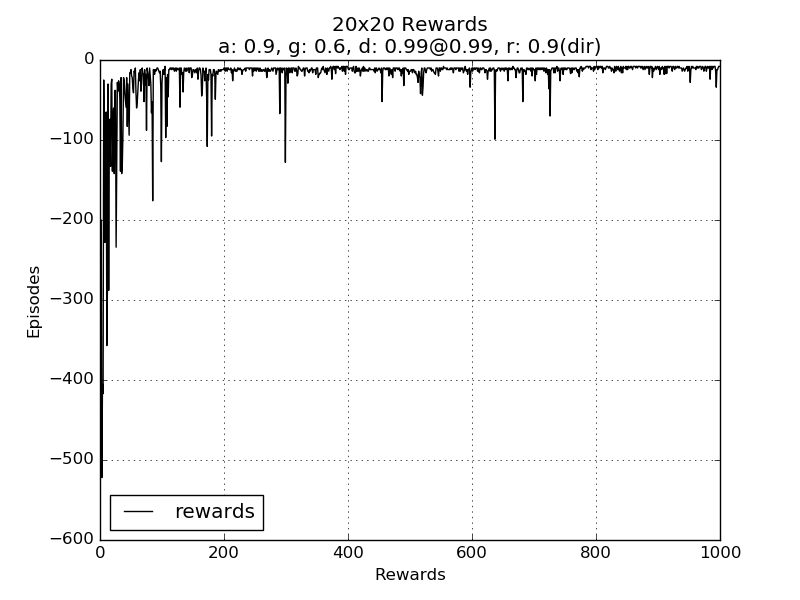 20x20 Rewards
a: 0.9, g: 0.6, d: 0.99@0.99, r: 0.9(dir)
0
−100
−200
−300
−400
−500
−600
Episodes
rewards
0
200
400
600
800
1000
Rewards